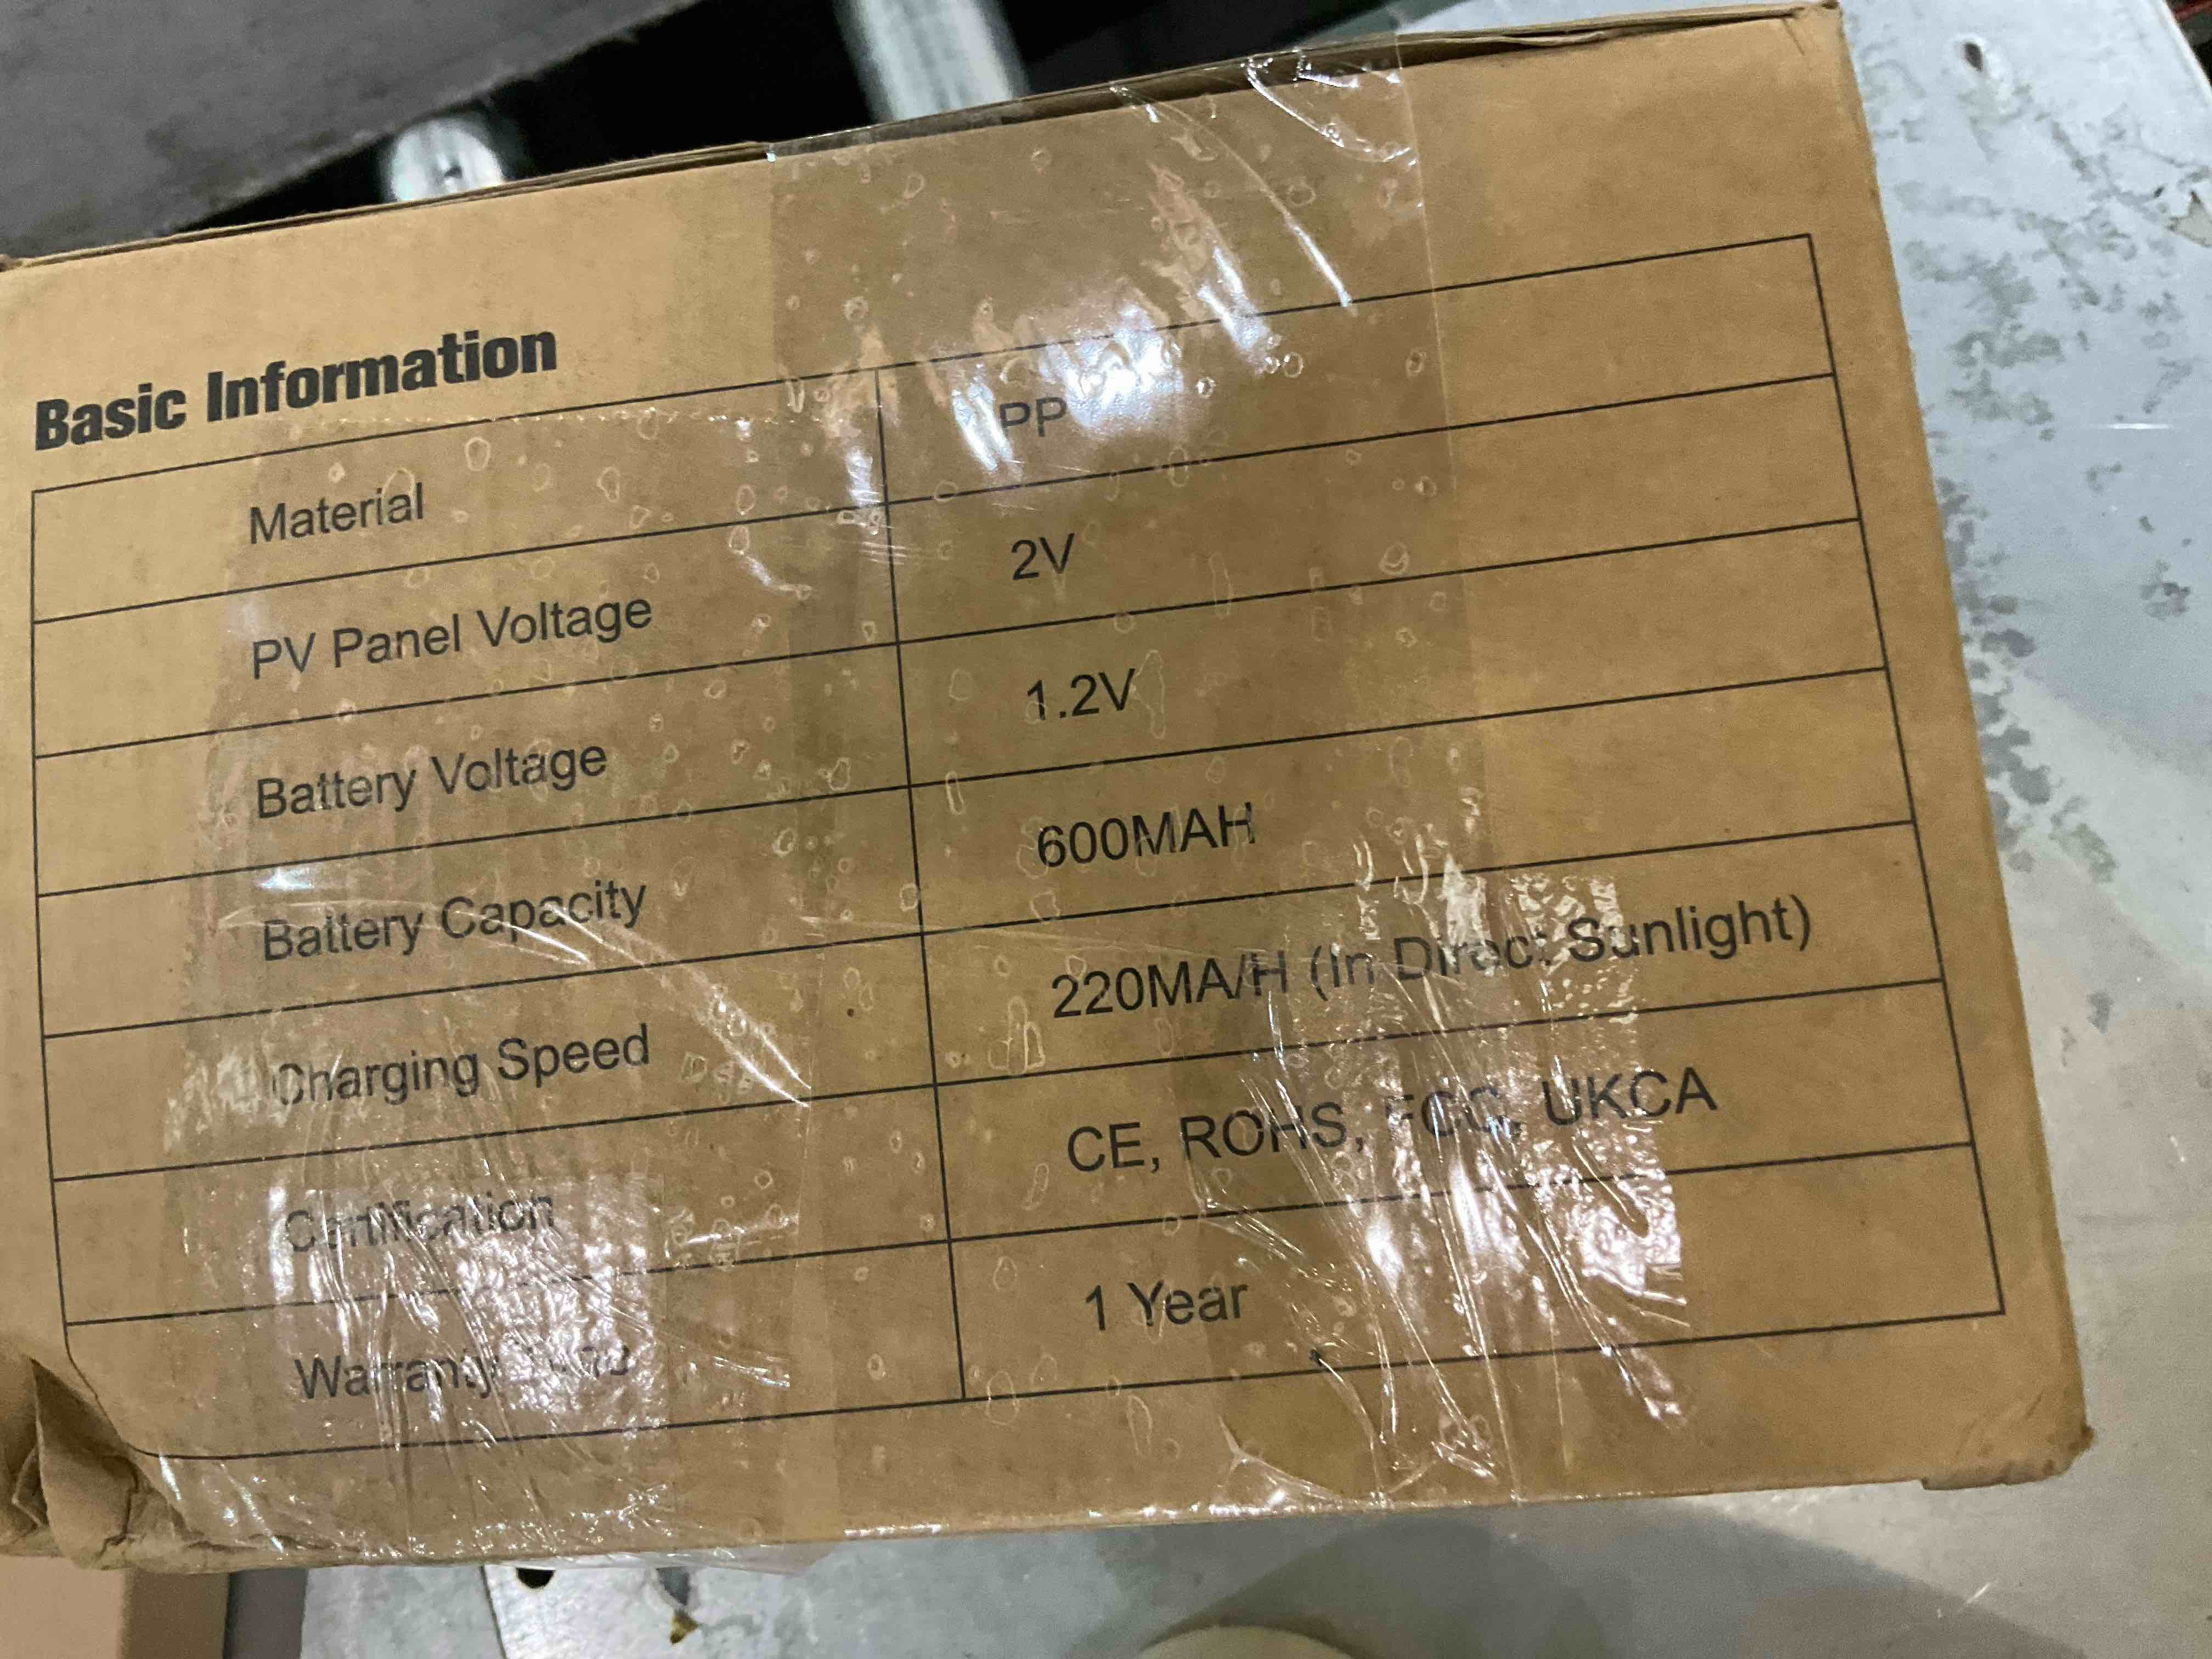 Basic Information
Material PP
PV Panel Voltage 2V
Battery Voltage 1.2V
Battery Capacity 600MAH
Charging Speed 220MA/H (In Direct Sunlight)
Certification CE, ROHS, FCC, UKCA
Warranty 1 Year